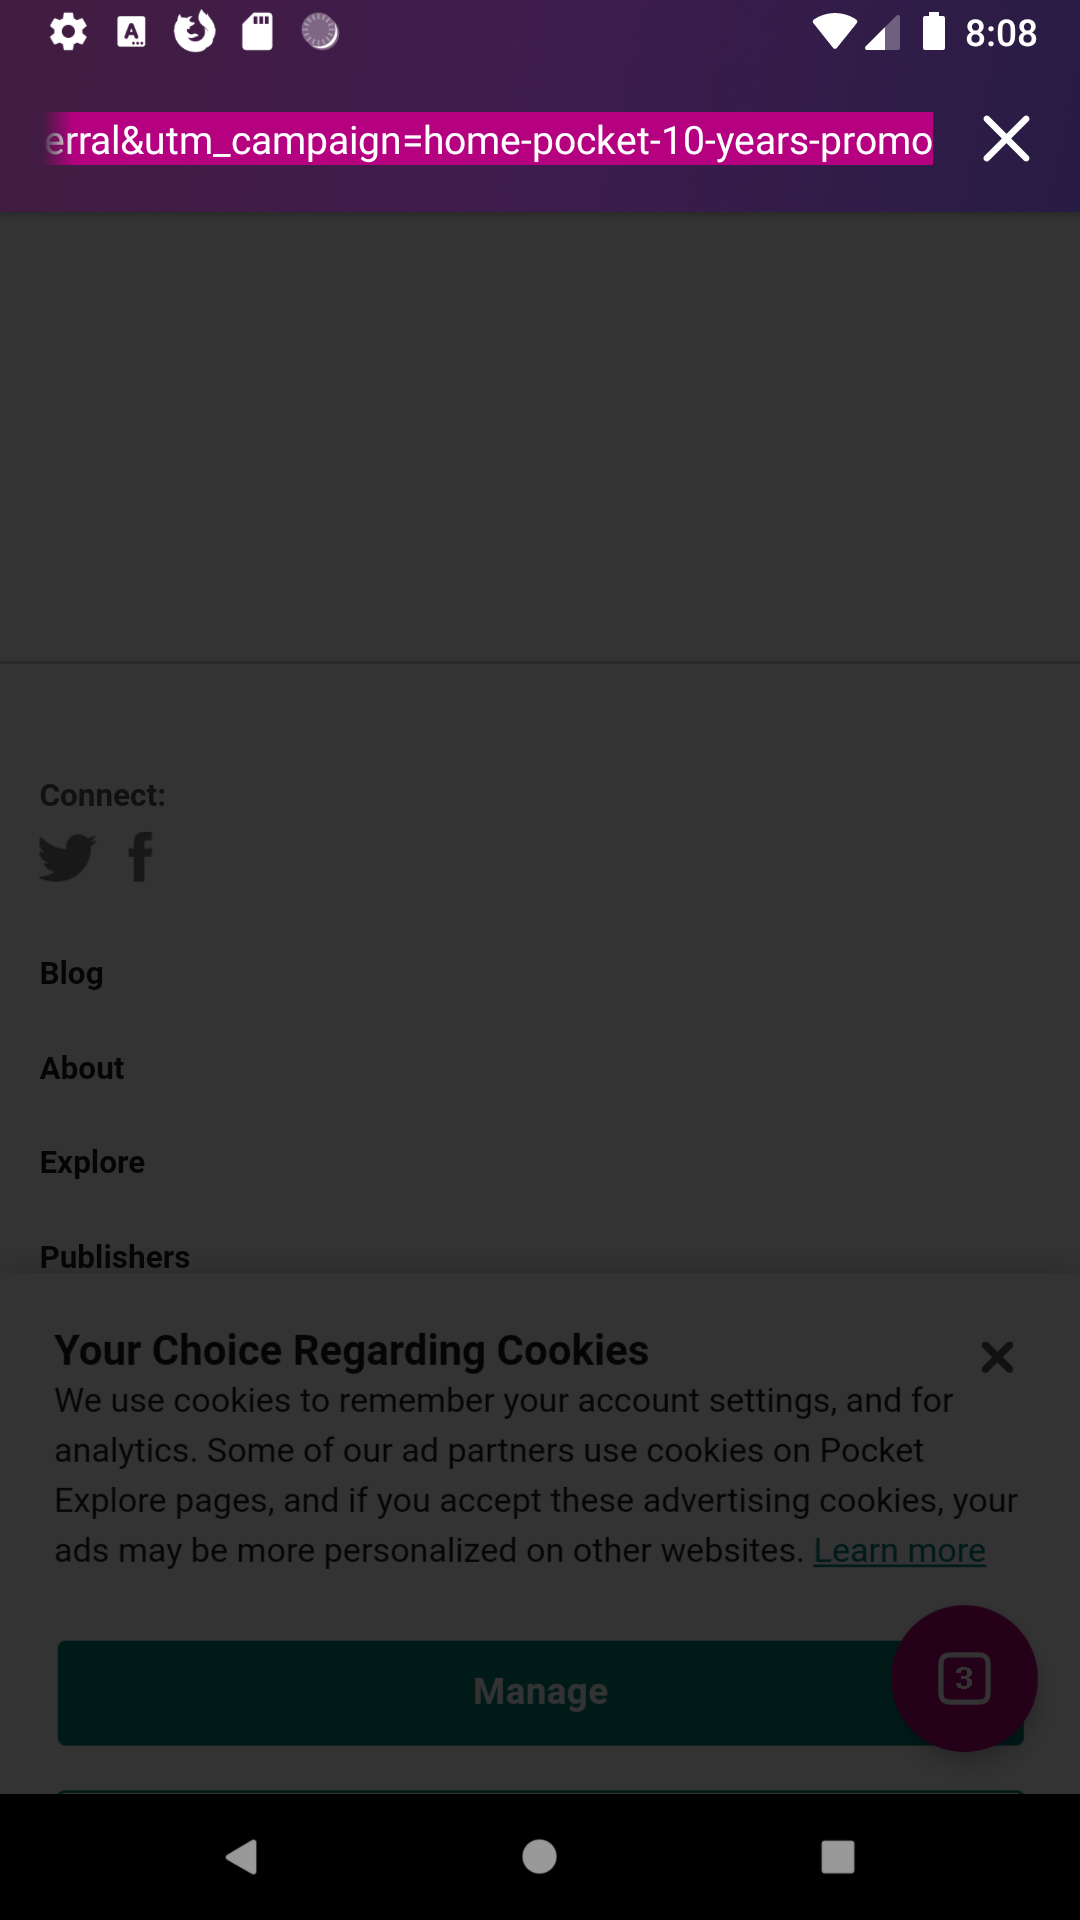 8:08
erral&utm_campaign=home-pocket-10-years-promo
Connect:
Blog
About
Explore
Publishers
Your Choice Regarding Cookies
We use cookies to remember your account settings, and for
analytics. Some of our ad partners use cookies on Pocket
Explore pages, and if you accept these advertising cookies, your
ads may be more personalized on other websites. Learn more
Manage
3